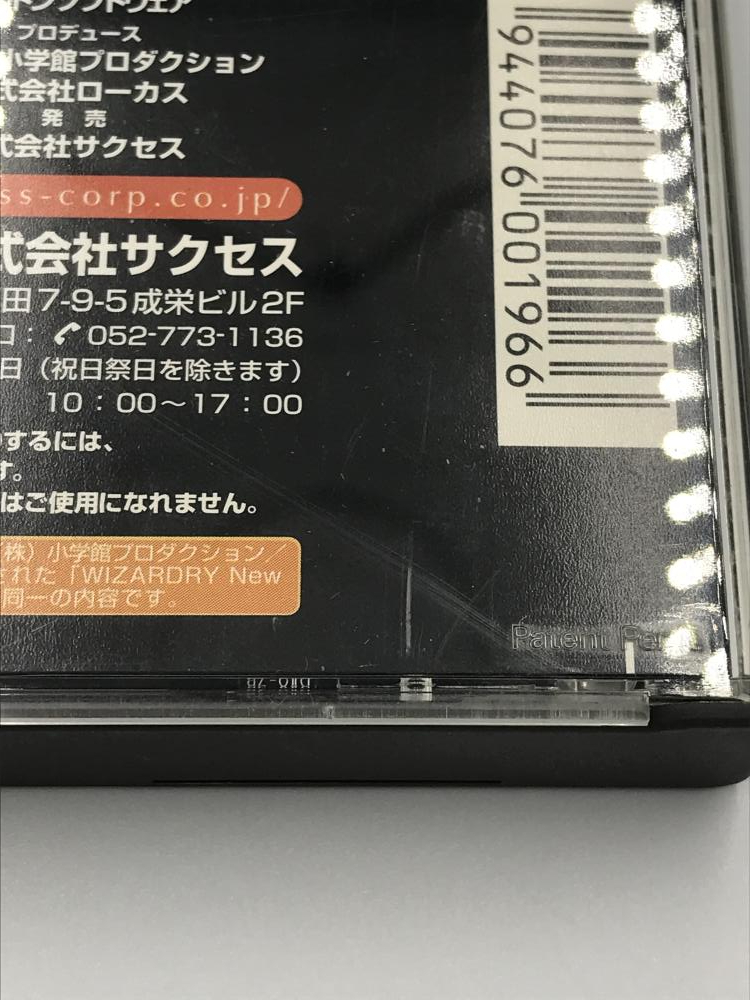 プロデュース
小学館プロダクション
式会社ローカス
発売
式会社サクセス
ss-corp.co.jp/
式会社サクセス
田7-9-5成栄ビル2F
口：052-773-1136
日（祝日祭日を除きます）
10：00～17：00
するには、
す。
はご使用になれません。
（株）小学館プロダクション／
された「WIZARDRY New
同一の内容です。
944076001966
Patent